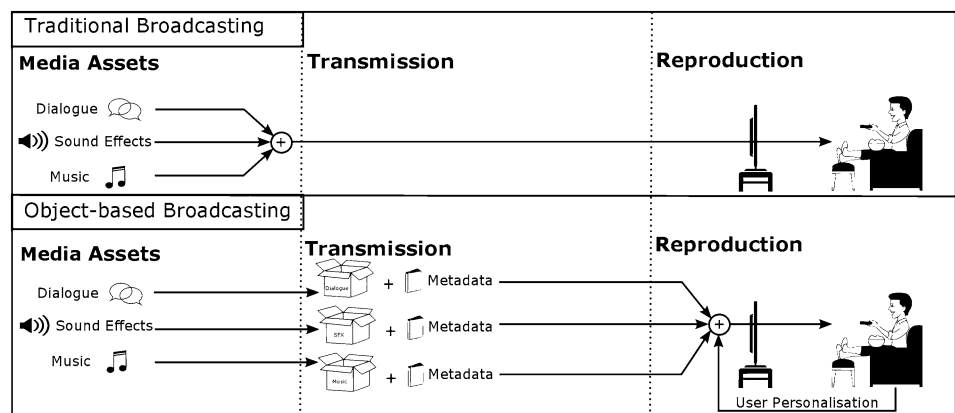 Traditional Broadcasting
Media Assets
Transmission
Reproduction
Dialogue
Sound Effects
+
Music
Object-based Broadcasting
Media Assets
Transmission
Reproduction
Dialogue
Dialogue
+ Metadata
Sound Effects
SFX
+ Metadata
+
Music
Music
+ Metadata
User Personalisation